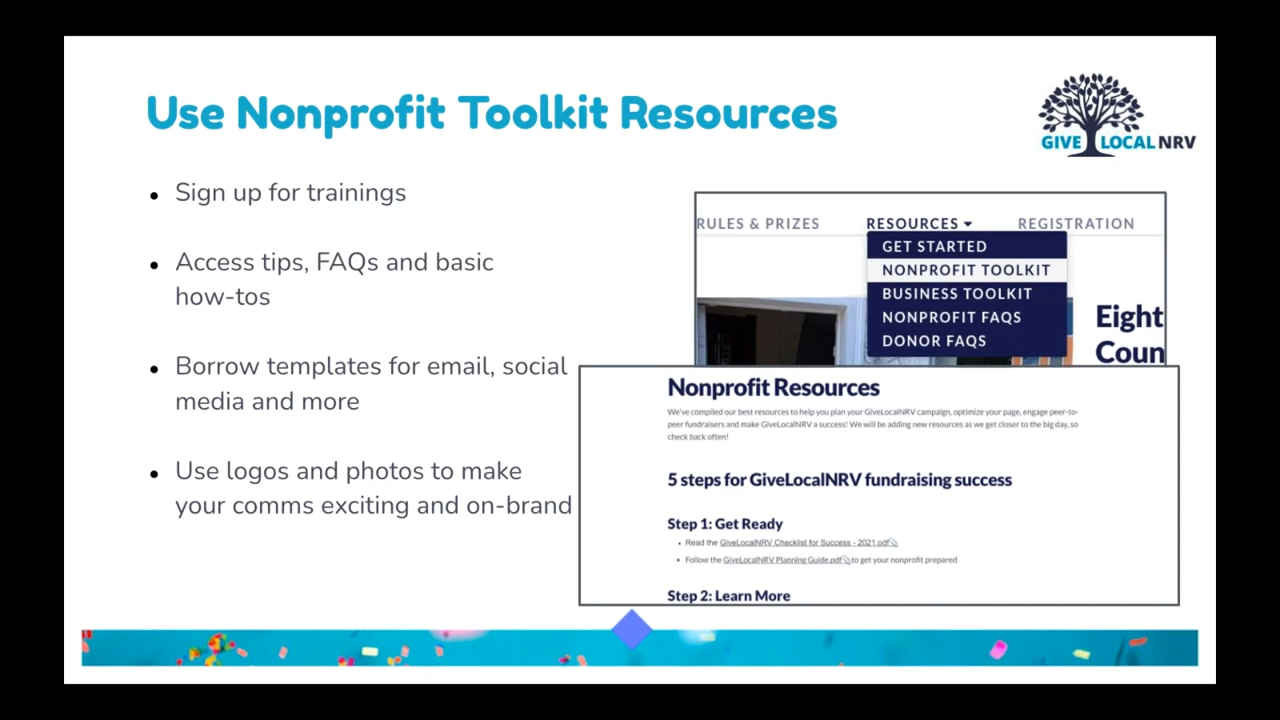 Use Nonprofit Toolkit Resources
GIVE LOCAL NRV
• Sign up for trainings
• Access tips, FAQs and basic
how-tos
• Borrow templates for email, social
media and more
• Use logos and photos to make
your comms exciting and on-brand
RULES & PRIZES RESOURCES REGISTRATION
GET STARTED
NONPROFIT TOOLKIT
BUSINESS TOOLKIT
NONPROFIT FAQS
DONOR FAQS
Eight
Coun
Nonprofit Resources
We've compiled our best resources to help you plan your GiveLocalNRV campaign, optimize your page, engage peer-to-
peer fundraisers and make GiveLocalNRV a success! We will be adding new resources as we get closer to the big day, so
check back often!
5 steps for GiveLocalNRV fundraising success
Step 1: Get Ready
• Read the GiveLocalNRV Checklist for Success - 2021.pdf
• Follow the GiveLocalNRV Planning Guide.pdf to get your nonprofit prepared
Step 2: Learn More